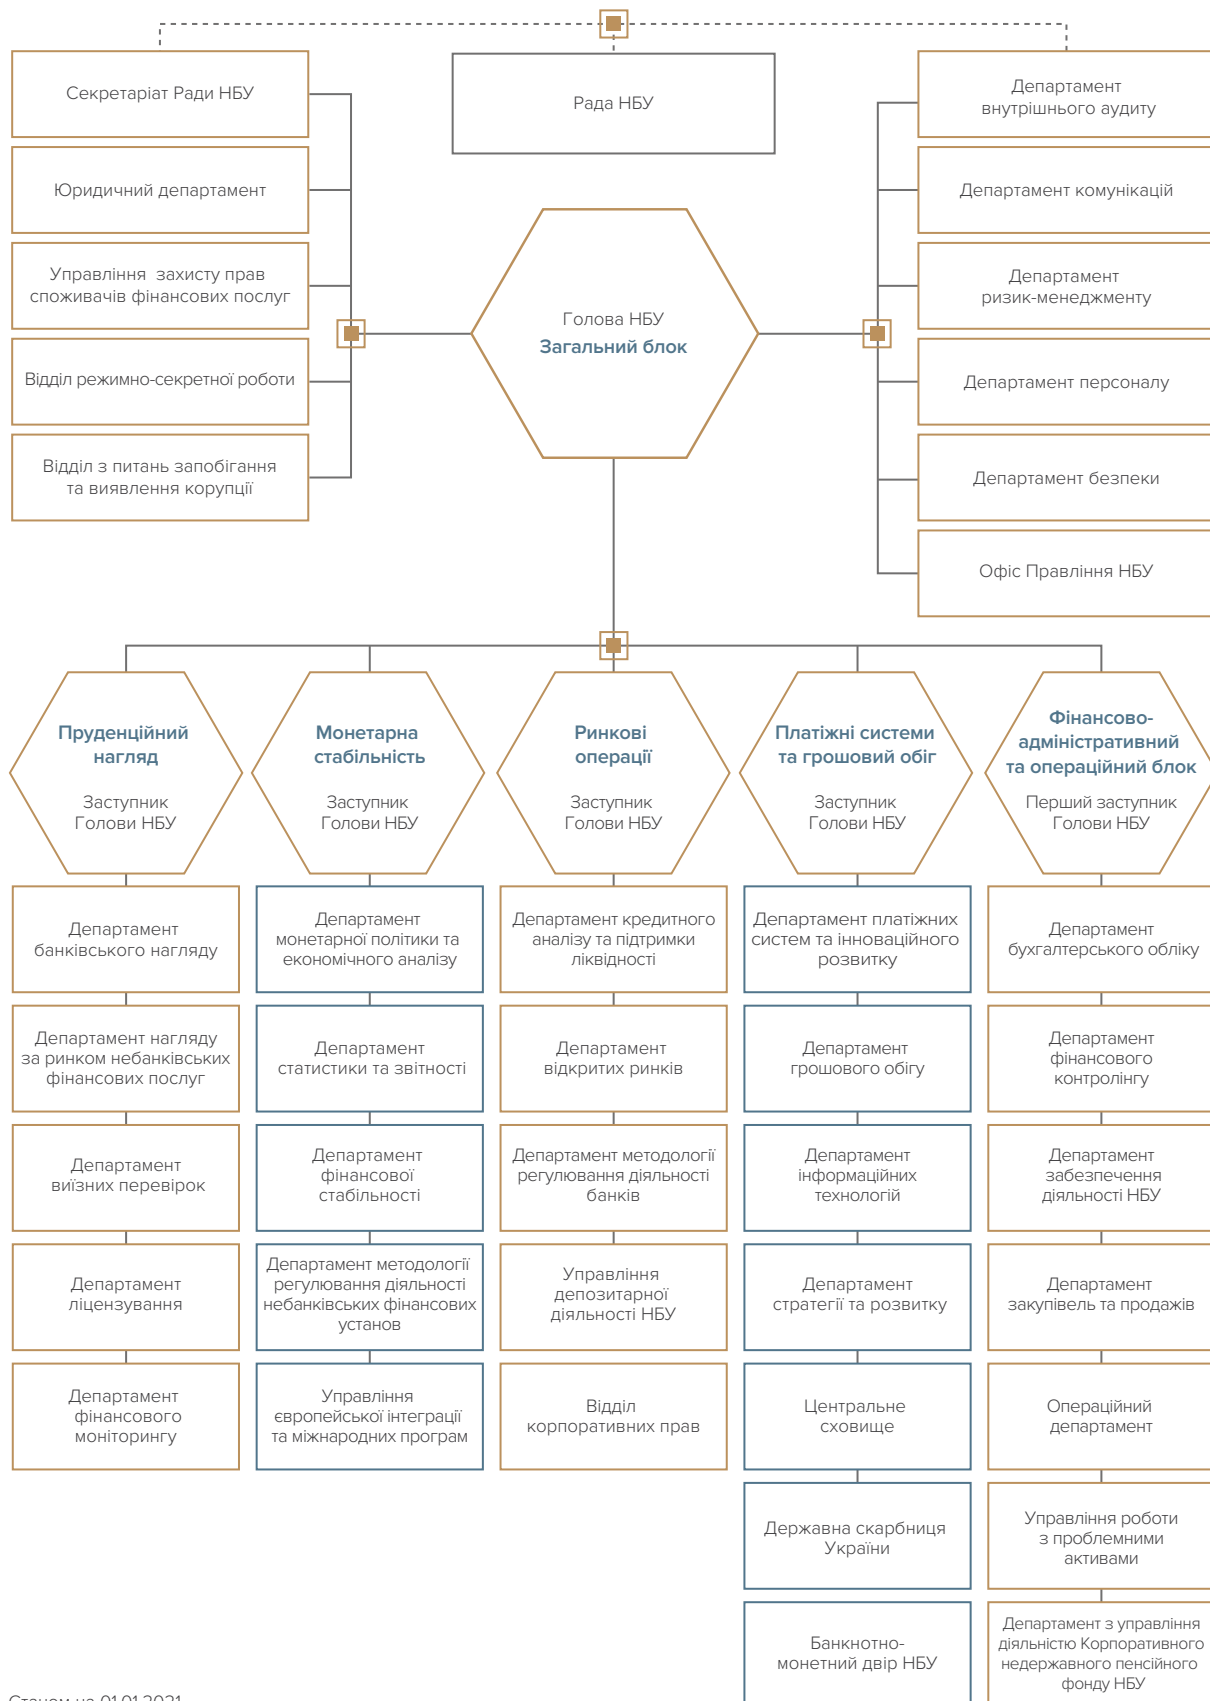 Секретаріат Ради НБУ
Рада НБУ
Департамент
внутрішнього аудиту
Юридичний департамент
Департамент комунікацій
Управління захисту прав
споживачів фінансових послуг
Департамент
ризик-менеджменту
Голова НБУ
Загальний блок
Відділ режимно-секретної роботи
Департамент персоналу
Відділ з питань запобігання
та виявлення корупції
Департамент безпеки
Офіс Правління НБУ
Пруденційний
нагляд
Заступник
Голови НБУ
Монетарна
стабільність
Заступник
Голови НБУ
Ринкові
операції
Заступник
Голови НБУ
Платіжні системи
та грошовий обіг
Заступник
Голови НБУ
Фінансово-
адміністративний
та операційний блок
Перший заступник
Голови НБУ
Департамент
банківського нагляду
Департамент
монетарної політики та
економічного аналізу
Департамент кредитного
аналізу та підтримки
ліквідності
Департамент платіжних
систем та інноваційного
розвитку
Департамент
бухгалтерського обліку
Департамент нагляду
за ринком небанківських
фінансових послуг
Департамент
статистики та звітності
Департамент
відкритих ринків
Департамент
грошового обігу
Департамент
фінансового
контролінгу
Департамент
виїзних перевірок
Департамент
фінансової
стабільності
Департамент методології
регулювання діяльності
банків
Департамент
інформаційних
технологій
Департамент
забезпечення
діяльності НБУ
Департамент
ліцензування
Департамент методології
регулювання діяльності
небанківських фінансових
установ
Управління
депозитарної
діяльності НБУ
Департамент
стратегії та розвитку
Департамент
закупівель та продажів
Департамент
фінансового
моніторингу
Управління
європейської інтеграції
та міжнародних програм
Відділ
корпоративних прав
Центральне
сховище
Операційний
департамент
Державна скарбниця
України
Управління роботи
з проблемними
активами
Банкнотно-
монетний двір НБУ
Департамент з управління
діяльністю Корпоративного
недержавного пенсійного
фонду НБУ
Станом на 01.01.2021